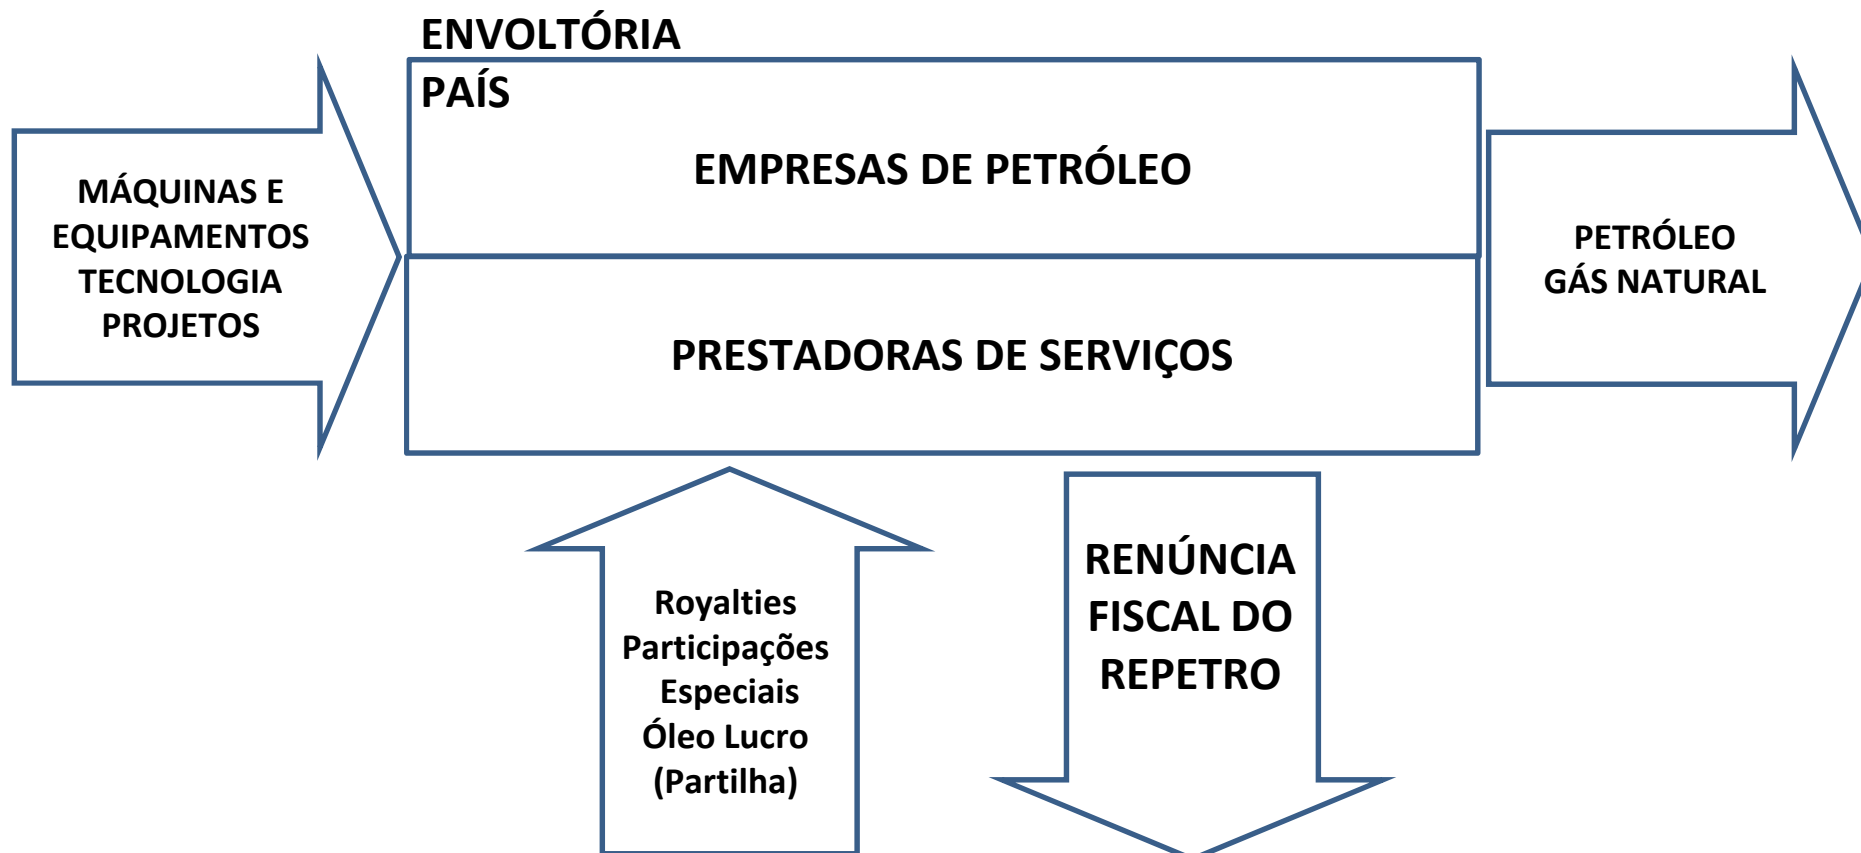 ENVOLTÓRIA
PAÍS
EMPRESAS DE PETRÓLEO
MÁQUINAS E
EQUIPAMENTOS
TECNOLOGIA
PROJETOS
PETRÓLEO
GÁS NATURAL
PRESTADORAS DE SERVIÇOS
Royalties
Participações
Especiais
Óleo Lucro
(Partilha)
RENÚNCIA
FISCAL DO
REPETRO